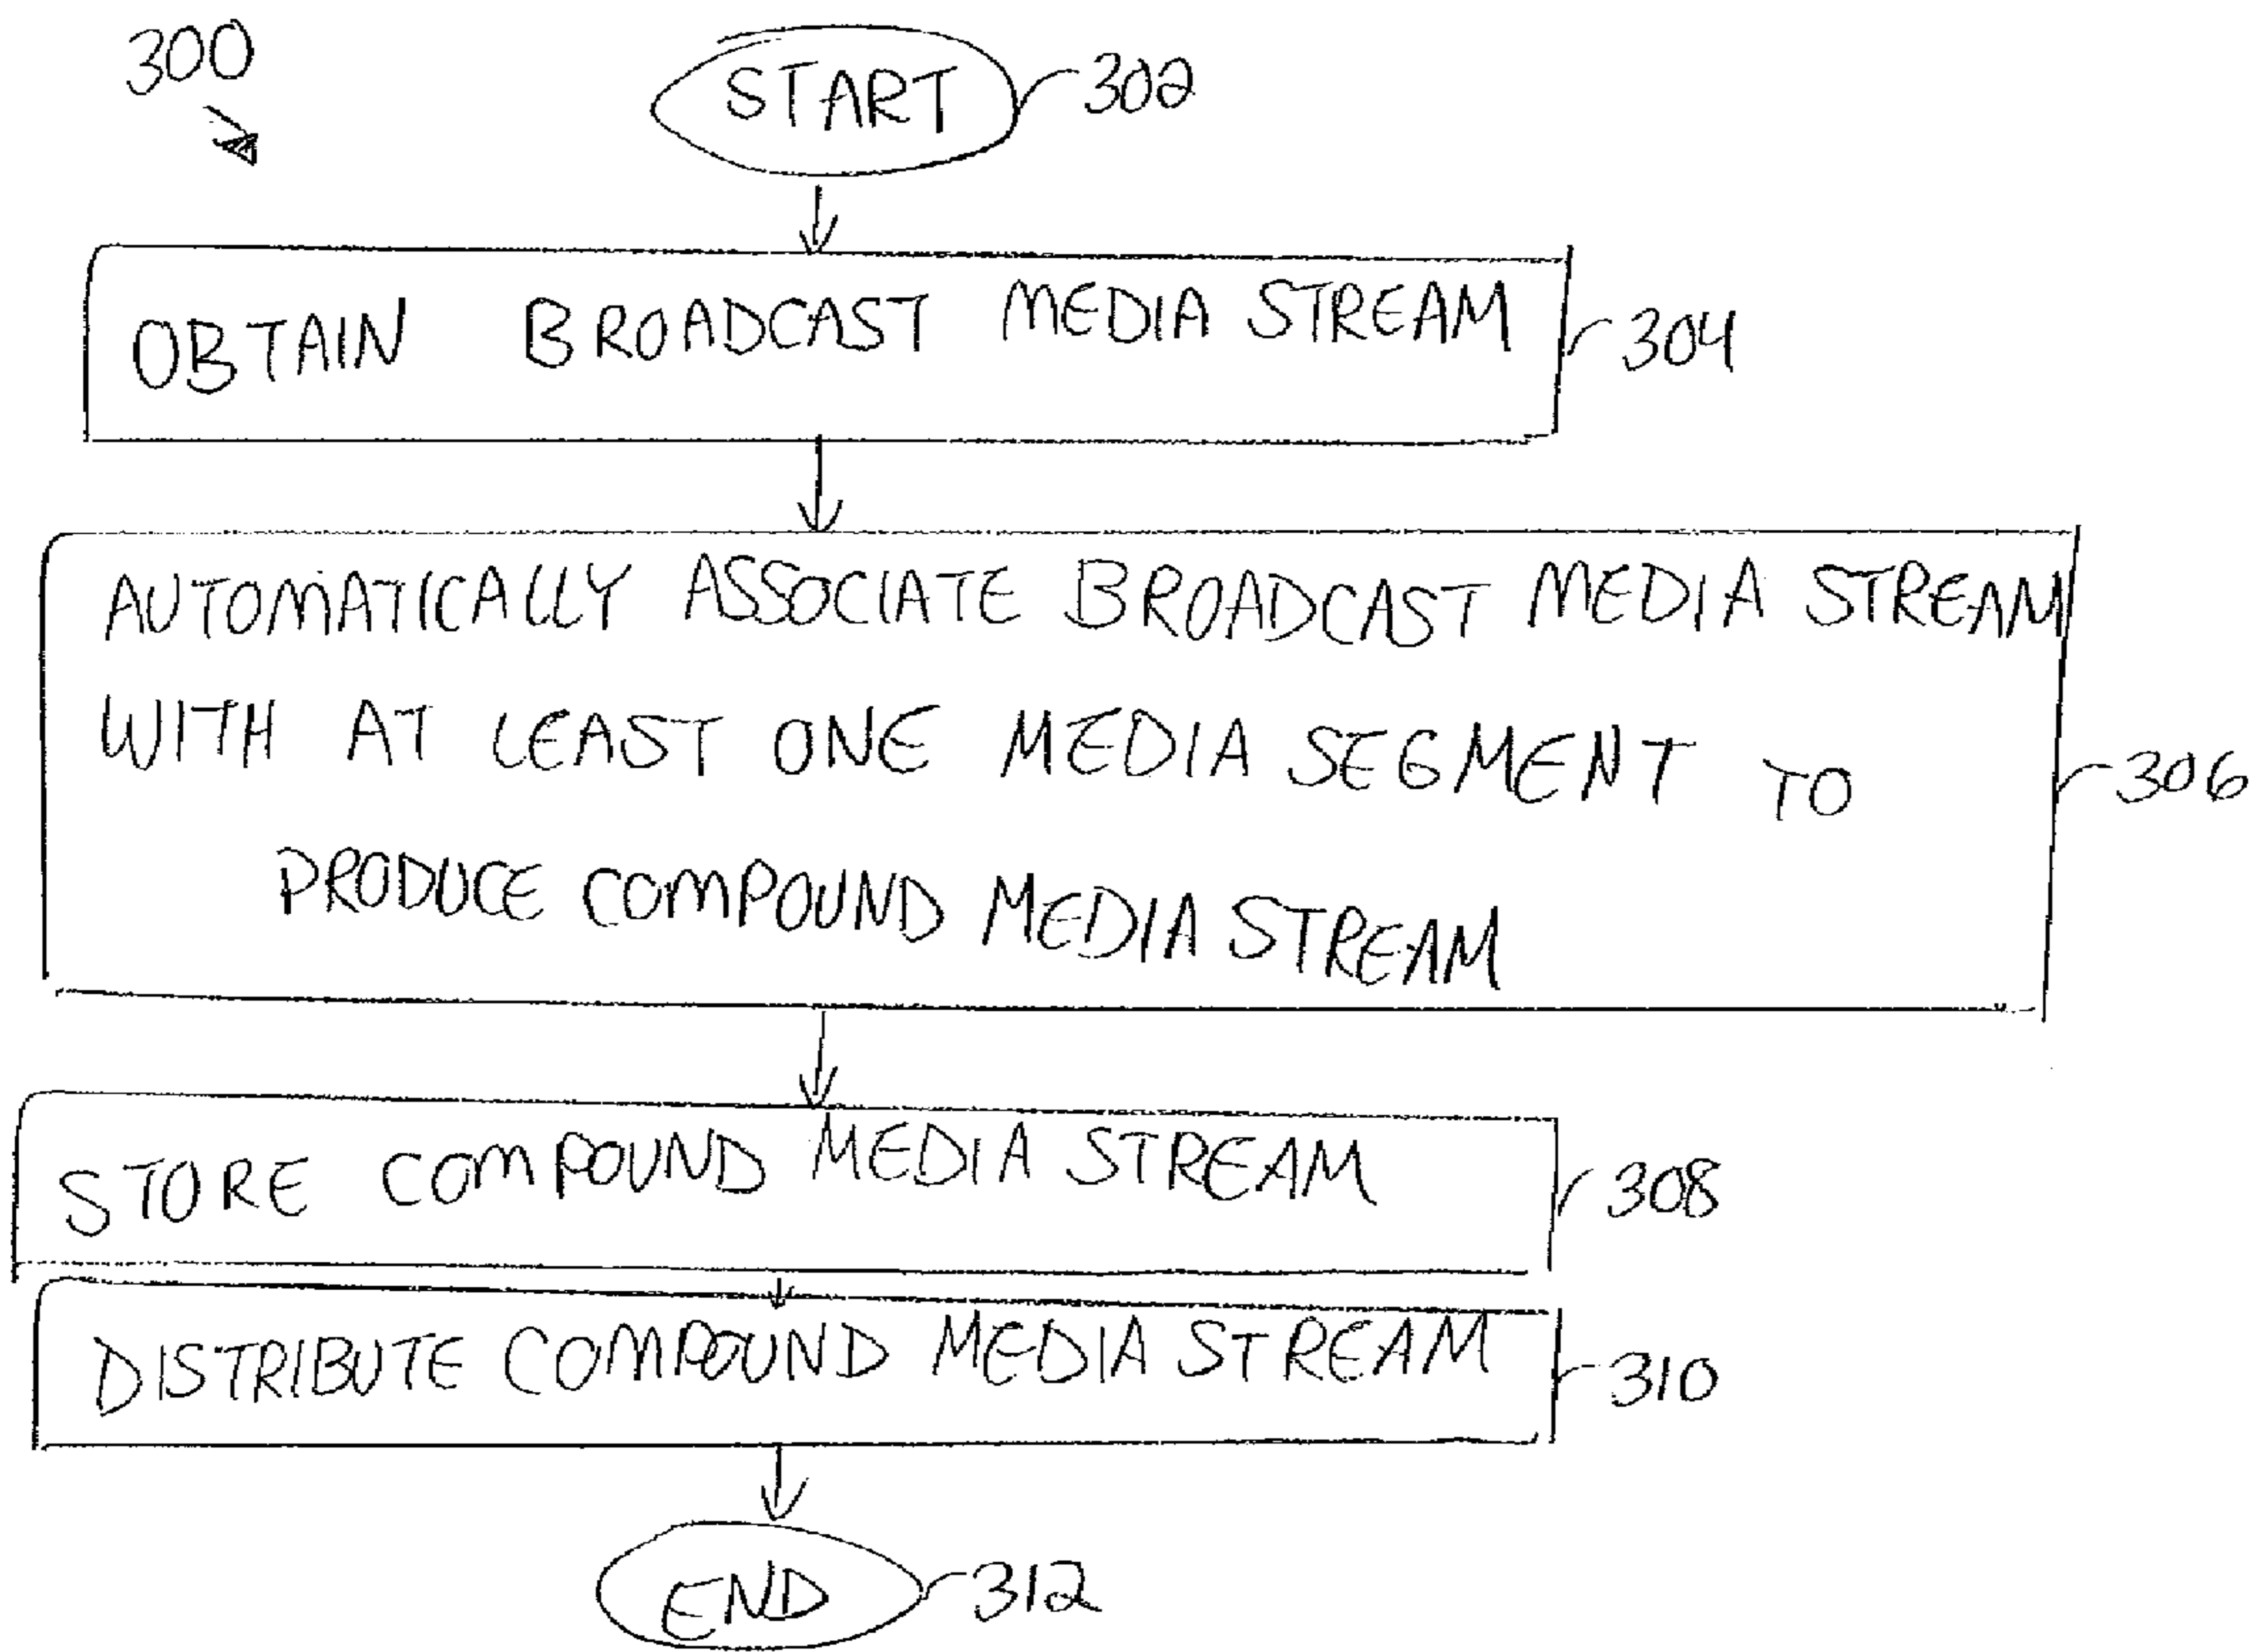 300
START 302
OBTAIN BROADCAST MEDIA STREAM 304
AUTOMATICALLY ASSOCIATE BROADCAST MEDIA STREAM
WITH AT LEAST ONE MEDIA SEGMENT TO
306
PRODUCE COMPOUND MEDIA STREAM
STORE COMPOUND MEDIA STREAM 308
DISTRIBUTE COMPOUND MEDIA STREAM 310
END 312